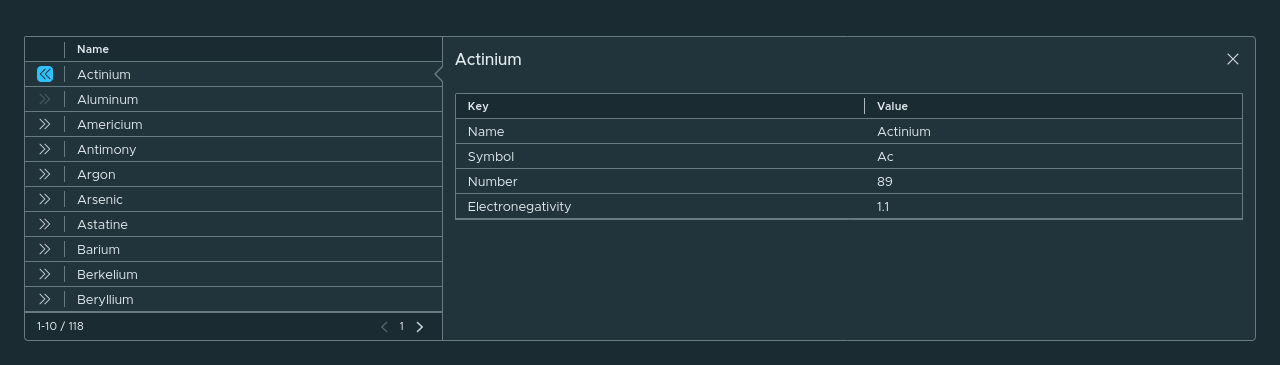 Name
Actinium
Aluminum
Americium
Antimony
Argon
Arsenic
Astatine
Barium
Berkelium
Beryllium
1-10 / 118
1
Actinium
Key Value
Name Actinium
Symbol Ac
Number 89
Electronegativity 1.1